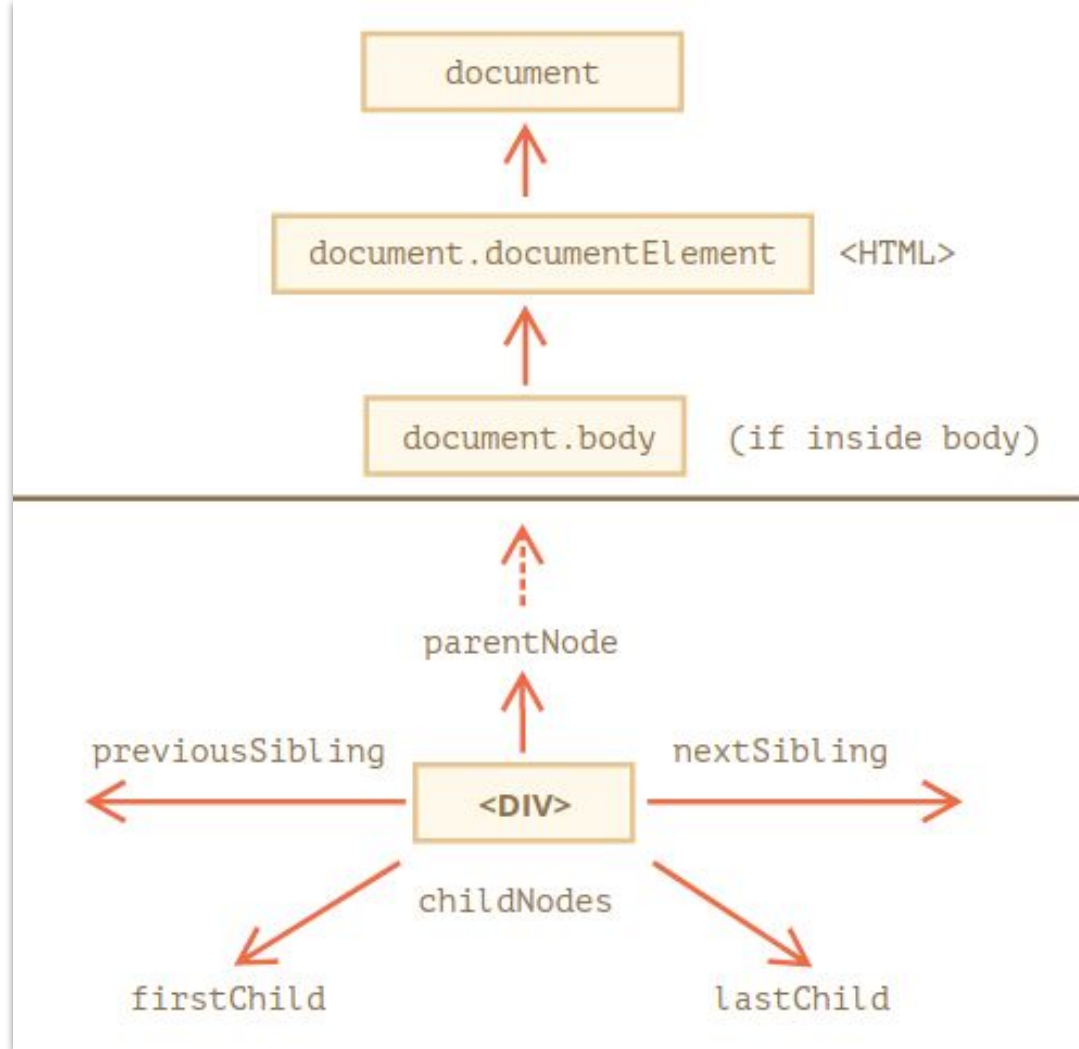 document
document.documentElement <HTML>
document.body (if inside body)
parentNode
previousSibling nextSibling
<DIV>
childNodes
firstChild lastChild